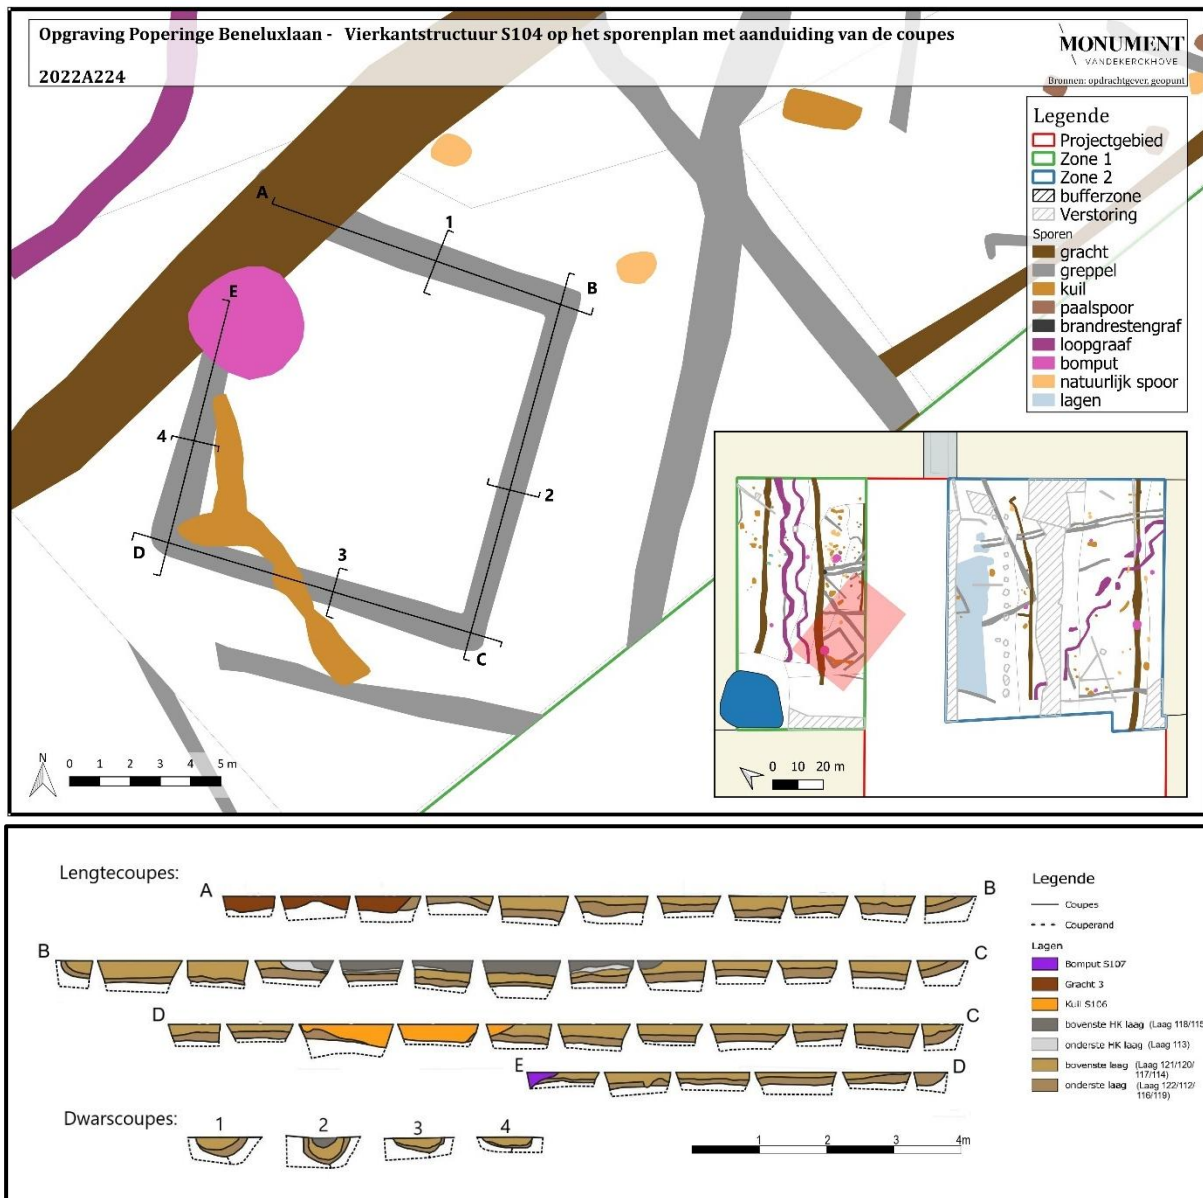 Opgraving Poperinge Beneluxlaan - Vierkantstructuur S104 op het sporenplan met aanduiding van de coupes
2022A224
MONUMENT
VANDEKERCKHOVE
Bronnen: opdrachtgever, geopunt
Legende
Projectgebied
Zone 1
Zone 2
bufferzone
Verstoring
Sporen
gracht
greppel
kuil
paalspoor
brandrestengraf
loopgraaf
bomput
natuurlijk spoor
lagen
A
1
B
E
4
2
D
3
C
N
0 1 2 3 4 5 m
N
0 10 20 m
Lengtecoupes:
A
B
B
C
D
C
E
D
Dwarscoupes:
1 2 3 4
1 2 3 4m
Legende
Coupes
Couperand
Lagen
Bomput S107
Gracht 3
Kuil S106
bovenste HK laag (Laag 118/115
onderste HK laag (Laag 113)
bovenste laag (Laag 121/120/
117/114)
onderste laag (Laag 122/112/
116/119)